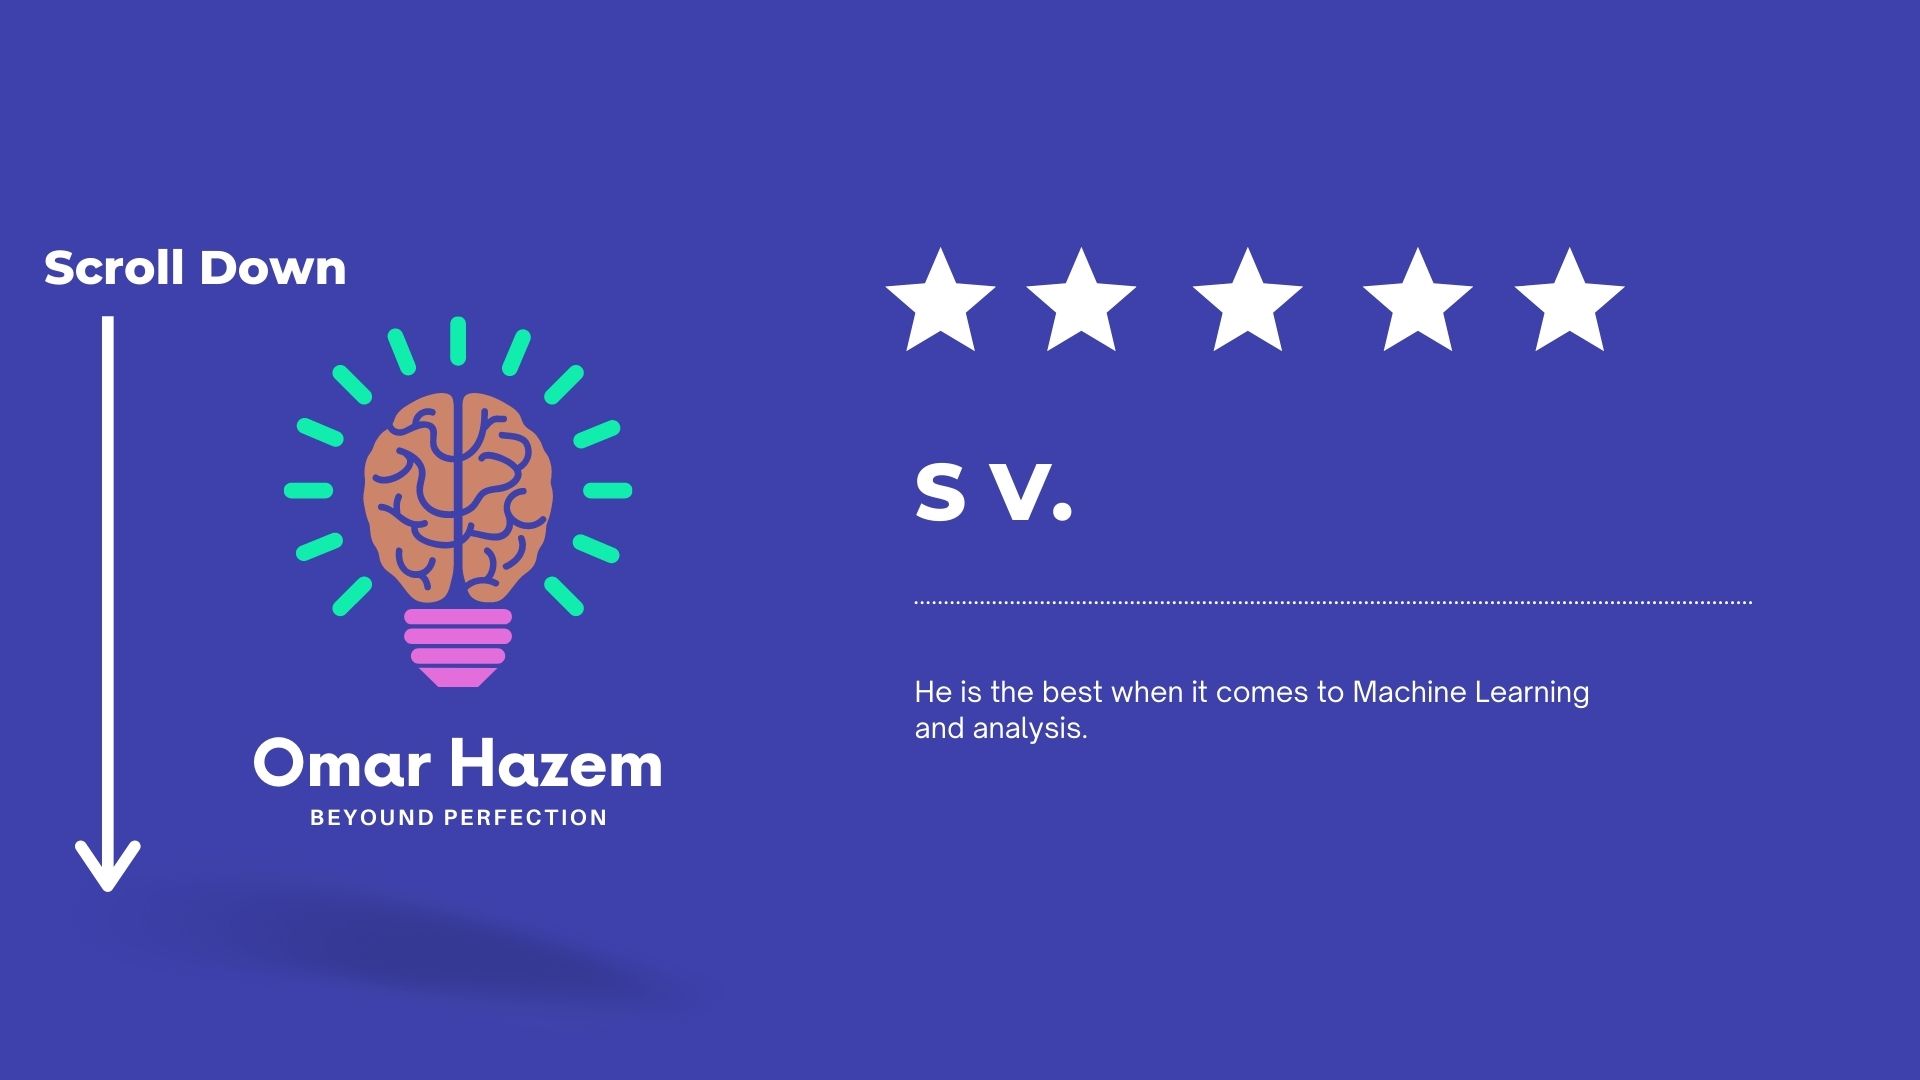 Scroll Down
Omar Hazem
BEYOUND PERFECTION
S V.
He is the best when it comes to Machine Learning
and analysis.